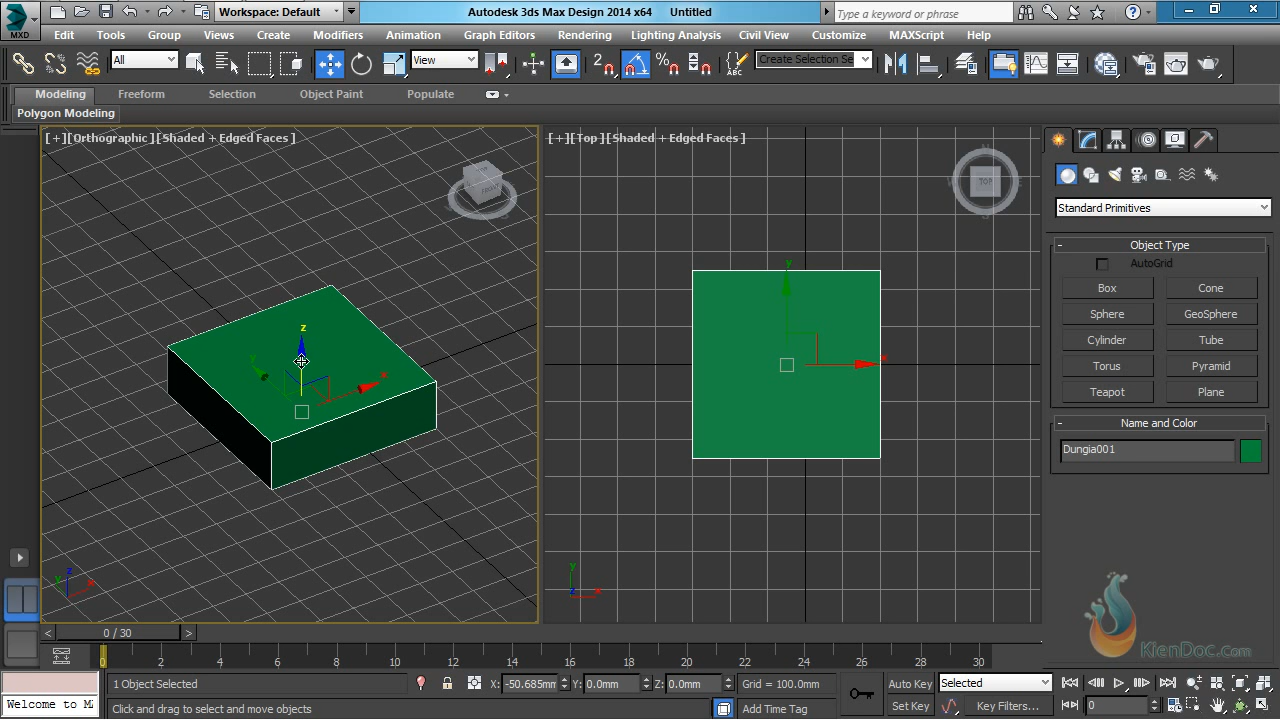 MXD
Workspace: Default
Autodesk 3ds Max Design 2014 x64 Untitled
Type a keyword or phrase
Edit Tools Group Views Create Modifiers Animation Graph Editors Rendering Lighting Analysis Civil View Customize MAXScript Help
All
View
2
Create Selection Se
Modeling Freeform Selection Object Paint Populate
Polygon Modeling
[+][Orthographic][Shaded + Edged Faces]
[+][Top][Shaded + Edged Faces]
TOP
FRONT
TOP
N
S
Standard Primitives
- Object Type
AutoGrid
Box Cone
Sphere GeoSphere
Cylinder Tube
Torus Pyramid
Teapot Plane
- Name and Color
Dungia001
z
y
x
y
x
z
y
x
y
z
x
KienDoc.Com
< 0 / 30 >
0 2 4 6 8 10 12 14 16 18 20 22 24 26 28 30
1 Object Selected
X: -50.685mm Y: 0.0mm Z: 0.0mm Grid = 100.0mm
Auto Key Selected
Welcome to MA
Click and drag to select and move objects
Add Time Tag
Set Key Key Filters...
0